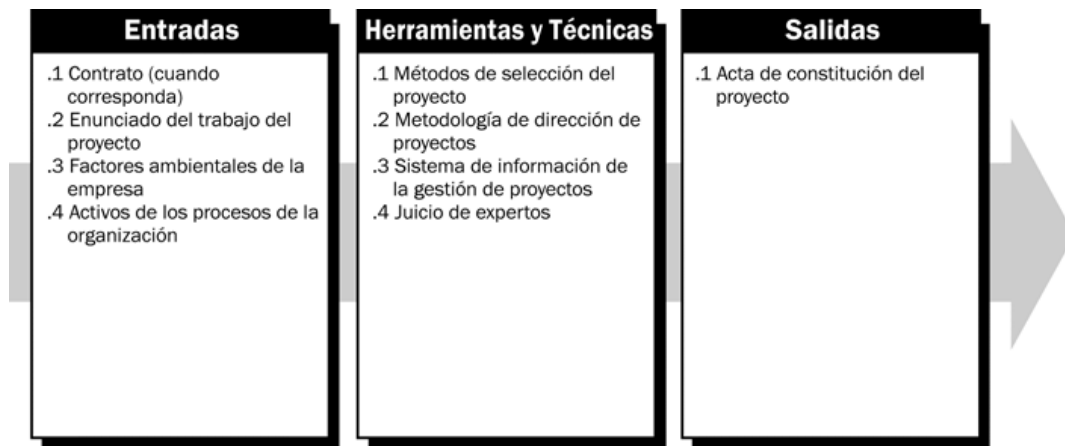 Entradas
.1 Contrato (cuando
corresponda)
.2 Enunciado del trabajo del
proyecto
.3 Factores ambientales de la
empresa
.4 Activos de los procesos de la
organización
Herramientas y Técnicas
.1 Métodos de selección del
proyecto
.2 Metodología de dirección de
proyectos
.3 Sistema de información de
la gestión de proyectos
.4 Juicio de expertos
Salidas
.1 Acta de constitución del
proyecto